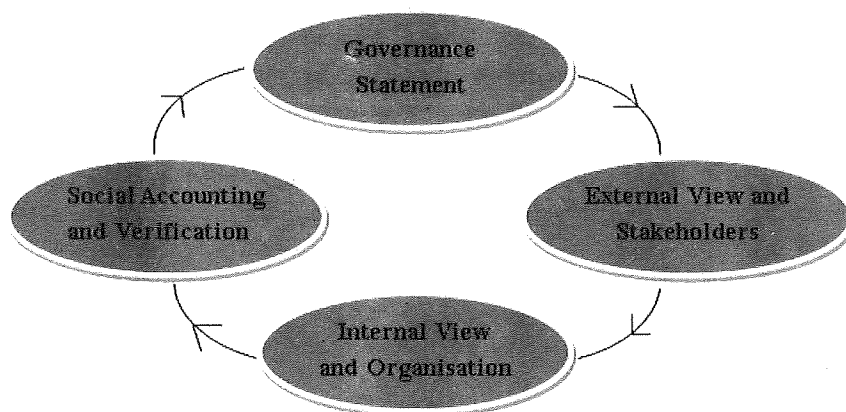 Governance
Statement
External View and
Stakeholders
Internal View
and Organisation
Social Accounting
and Verification